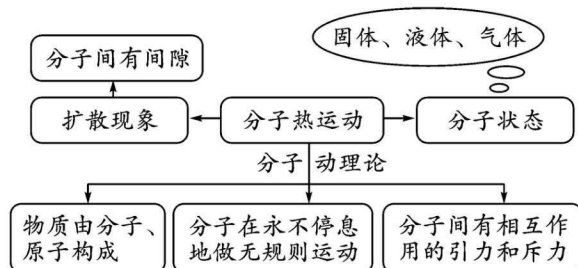 固体、液体、气体
分子间有间隙
扩散现象
分子热运动
分子状态
分子动理论
物质由分子、
原子构成
分子在永不停息
地做无规则运动
分子间有相互作
用的引力和斥力